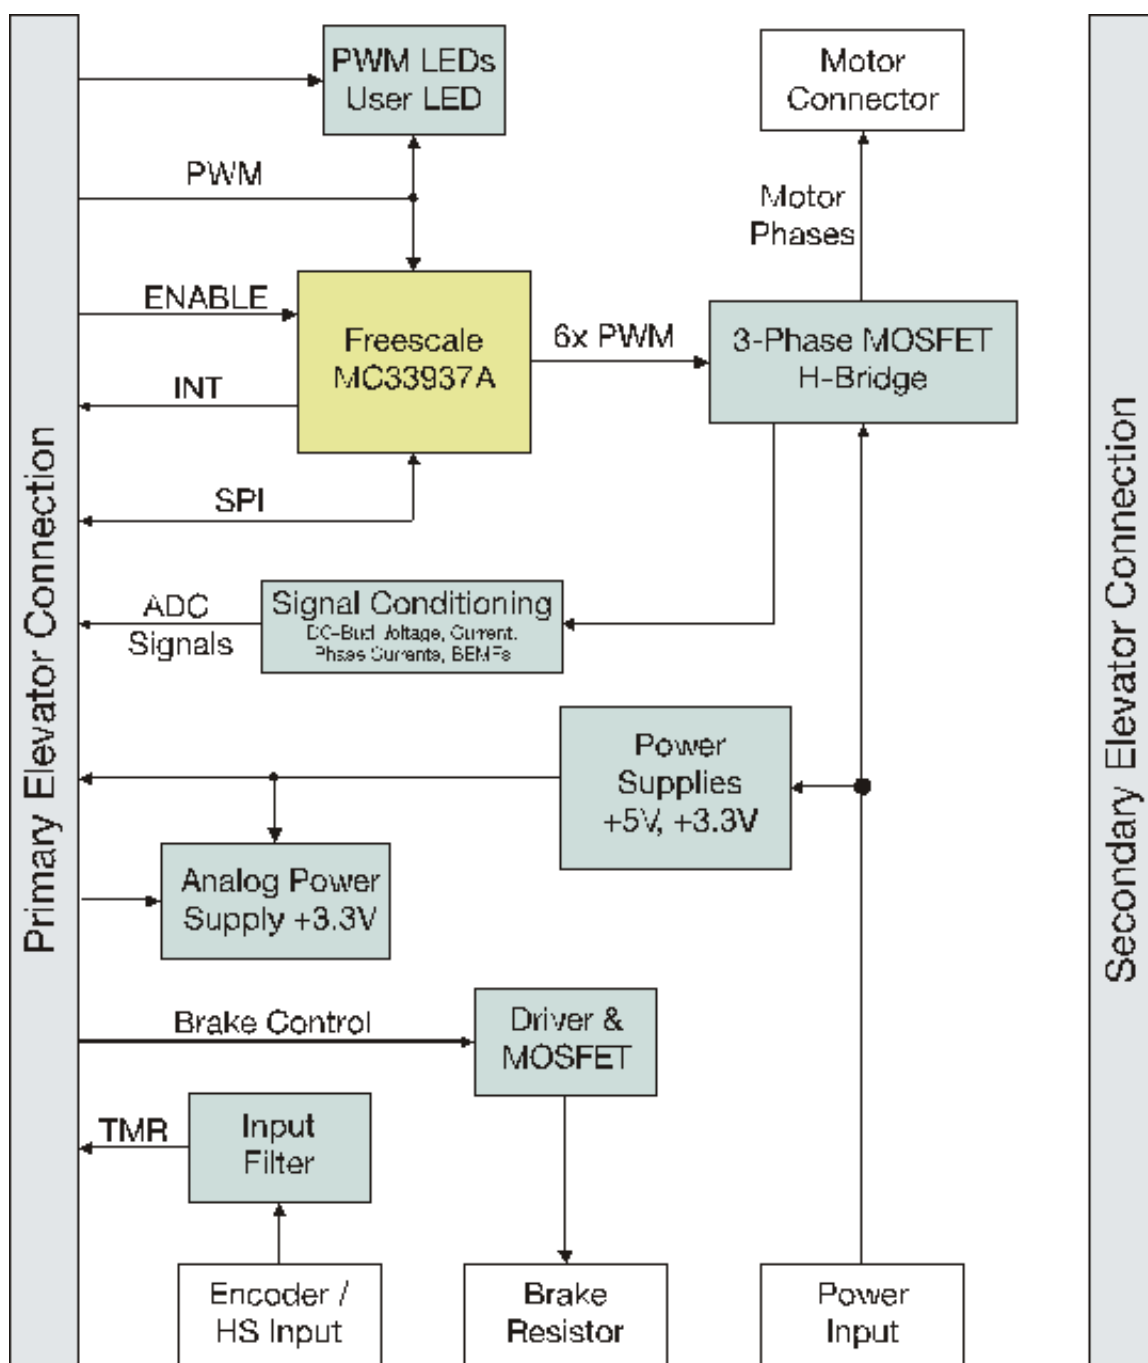 PWM LEDs
User LED
Motor
Connector
PWM
Motor
Phases
ENABLE
Freescale
MC33937A
6x PWM
3-Phase MOSFET
H-Bridge
INT
SPI
ADC
Signals
Signal Conditioning
Voltage, Current,
Phase Currents, BEMFs
Power
Supplies
+5V, +3.3V
Analog Power
Supply +3.3V
Brake Control
Driver &
MOSFET
TMR
Input
Filter
Encoder /
HS Input
Brake
Resistor
Power
Input
Primary Elevator Connection
Secondary Elevator Connection